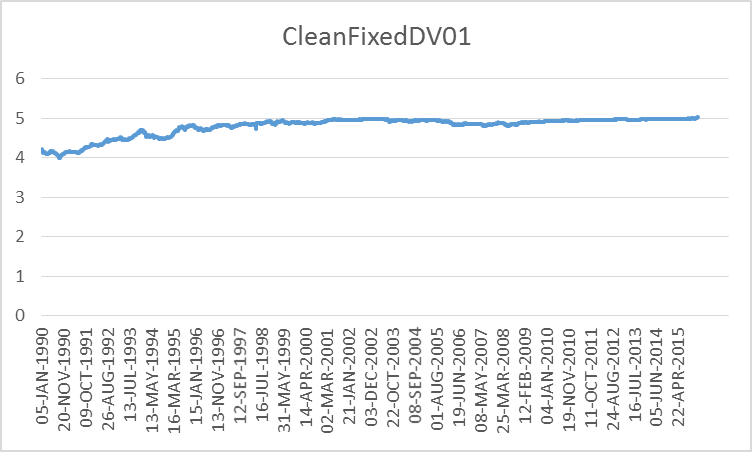 CleanFixedDV01
6
5
4
3
2
1
0
05-JAN-1990
20-NOV-1990
09-OCT-1991
26-AUG-1992
13-JUL-1993
13-MAY-1994
16-MAR-1995
15-JAN-1996
13-NOV-1996
12-SEP-1997
16-JUL-1998
31-MAY-1999
14-APR-2000
02-MAR-2001
21-JAN-2002
03-DEC-2002
22-OCT-2003
08-SEP-2004
01-AUG-2005
19-JUN-2006
08-MAY-2007
25-MAR-2008
12-FEB-2009
04-JAN-2010
19-NOV-2010
11-OCT-2011
24-AUG-2012
16-JUL-2013
05-JUN-2014
22-APR-2015